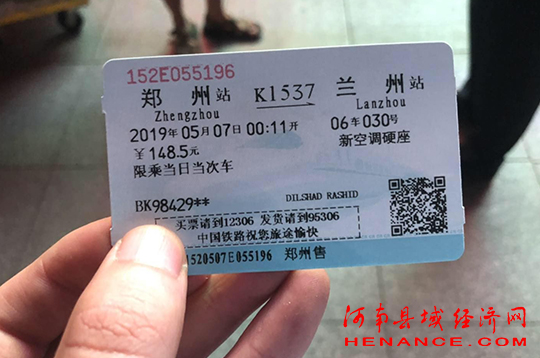 152E055196
郑 州 站 K1537 兰 州 站
Zhengzhou Lanzhou
2019年05月07日00:11开 06车030号
￥148.5元 新空调硬座
限乘当日当次车
BK98429** DILSHAD RASHID
买票请到12306 发货请到95306
中国铁路祝您旅途愉快
1520507E055196 郑州售
河南县域经济网
HENANCE.COM